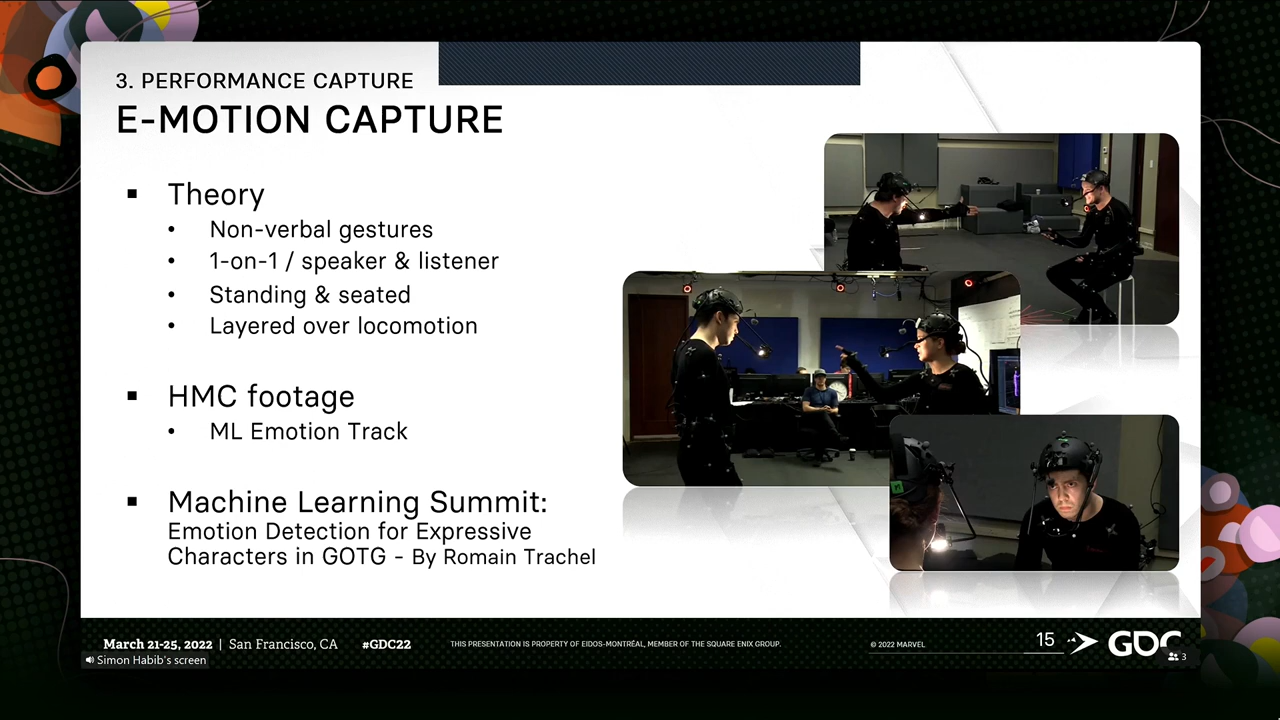 3. PERFORMANCE CAPTURE
E-MOTION CAPTURE
▪ Theory
• Non-verbal gestures
• 1-on-1 / speaker & listener
• Standing & seated
• Layered over locomotion
▪ HMC footage
• ML Emotion Track
▪ Machine Learning Summit:
Emotion Detection for Expressive
Characters in GOTG - By Romain Trachel
March 21-25, 2022 | San Francisco, CA #GDC22 THIS PRESENTATION IS PROPERTY OF EIDOS-MONTRÉAL, MEMBER OF THE SQUARE ENIX GROUP. © 2022 MARVEL 15 GDC
Simon Habib's screen
3